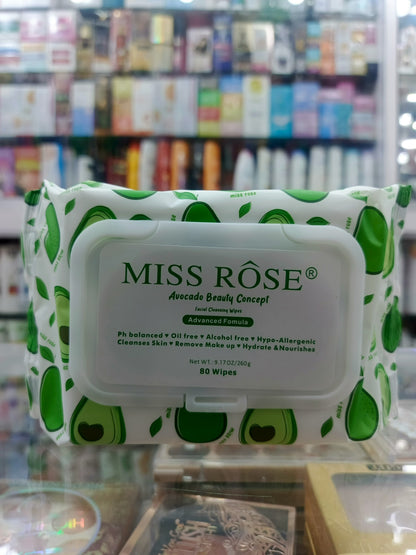 MISS RÔSE®
Avocado Beauty Concept
Facial Cleansing Wipes
Advanced Fomula
Ph balanced ♥ Oil free ♥ Alcohol free ♥ Hypo-Allergenic
Cleanses Skin ♥ Remove Make up ♥ Hydrate &Nourishes
Net WT.: 9.17OZ/260g
80 Wipes